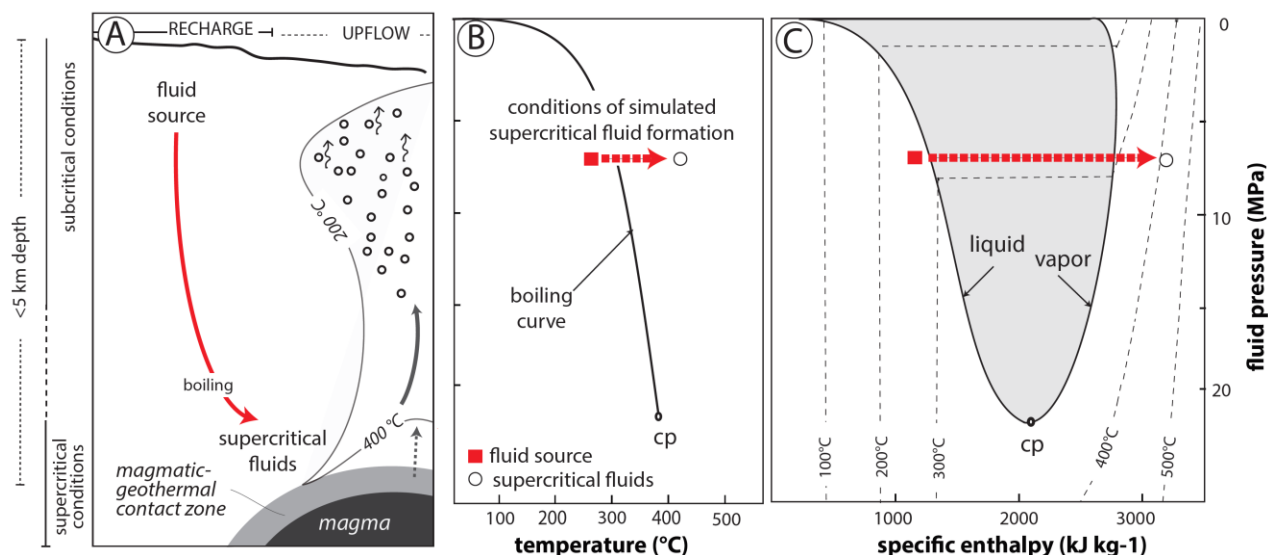 A
RECHARGE
UPFLOW
<5 km depth
subcritical conditions
supercritical conditions
fluid
source
200 °C
boiling
supercritical
fluids
400 °C
magmatic-
geothermal
contact zone
magma
B
conditions of simulated
supercritical fluid formation
boiling
curve
cp
fluid source
supercritical fluids
0
100
200
300
400
500
temperature (°C)
C
liquid
vapor
cp
100°C
200°C
300°C
400°C
500°C
0
10
20
fluid pressure (MPa)
1000
2000
3000
specific enthalpy (kJ kg-1)